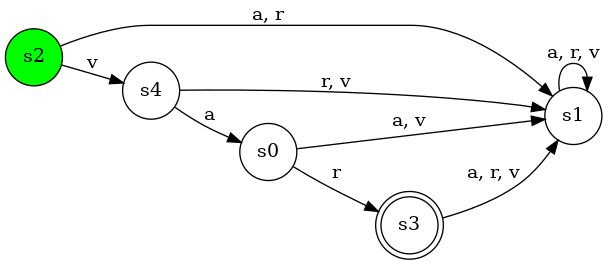 a, r
s2
v
a, r, v
s4
r, v
s1
a
a, v
s0
r
a, r, v
s3